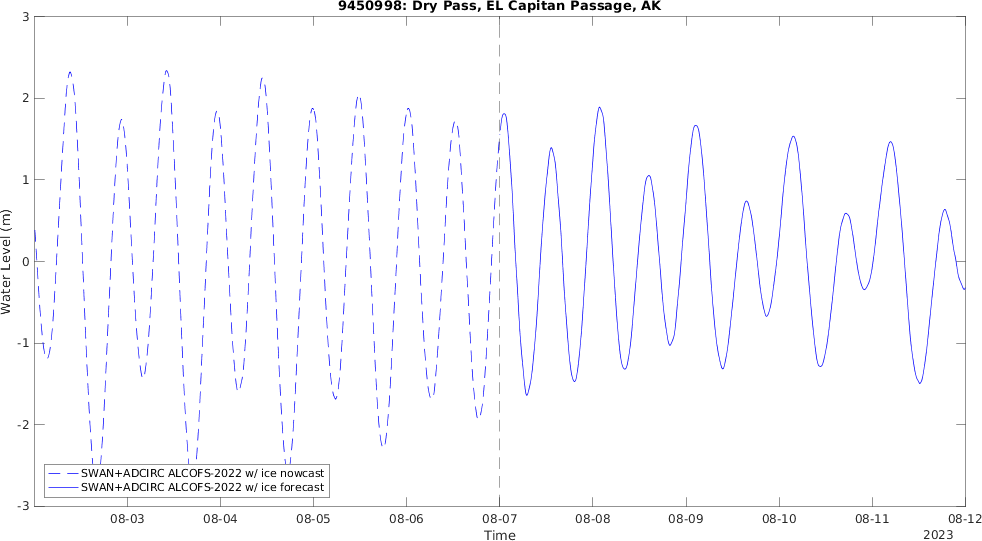 9450998: Dry Pass, EL Capitan Passage, AK
3
2
1
0
-1
-2
-3
Water Level (m)
SWAN+ADCIRC ALCOFS-2022 w/ ice nowcast
SWAN+ADCIRC ALCOFS-2022 w/ ice forecast
08-03 08-04 08-05 08-06 08-07 08-08 08-09 08-10 08-11 08-12
Time
2023